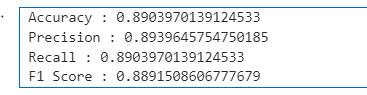 Accuracy : 0.8903970139124533
Precision : 0.8939645754750185
Recall : 0.8903970139124533
F1 Score : 0.8891508606777679